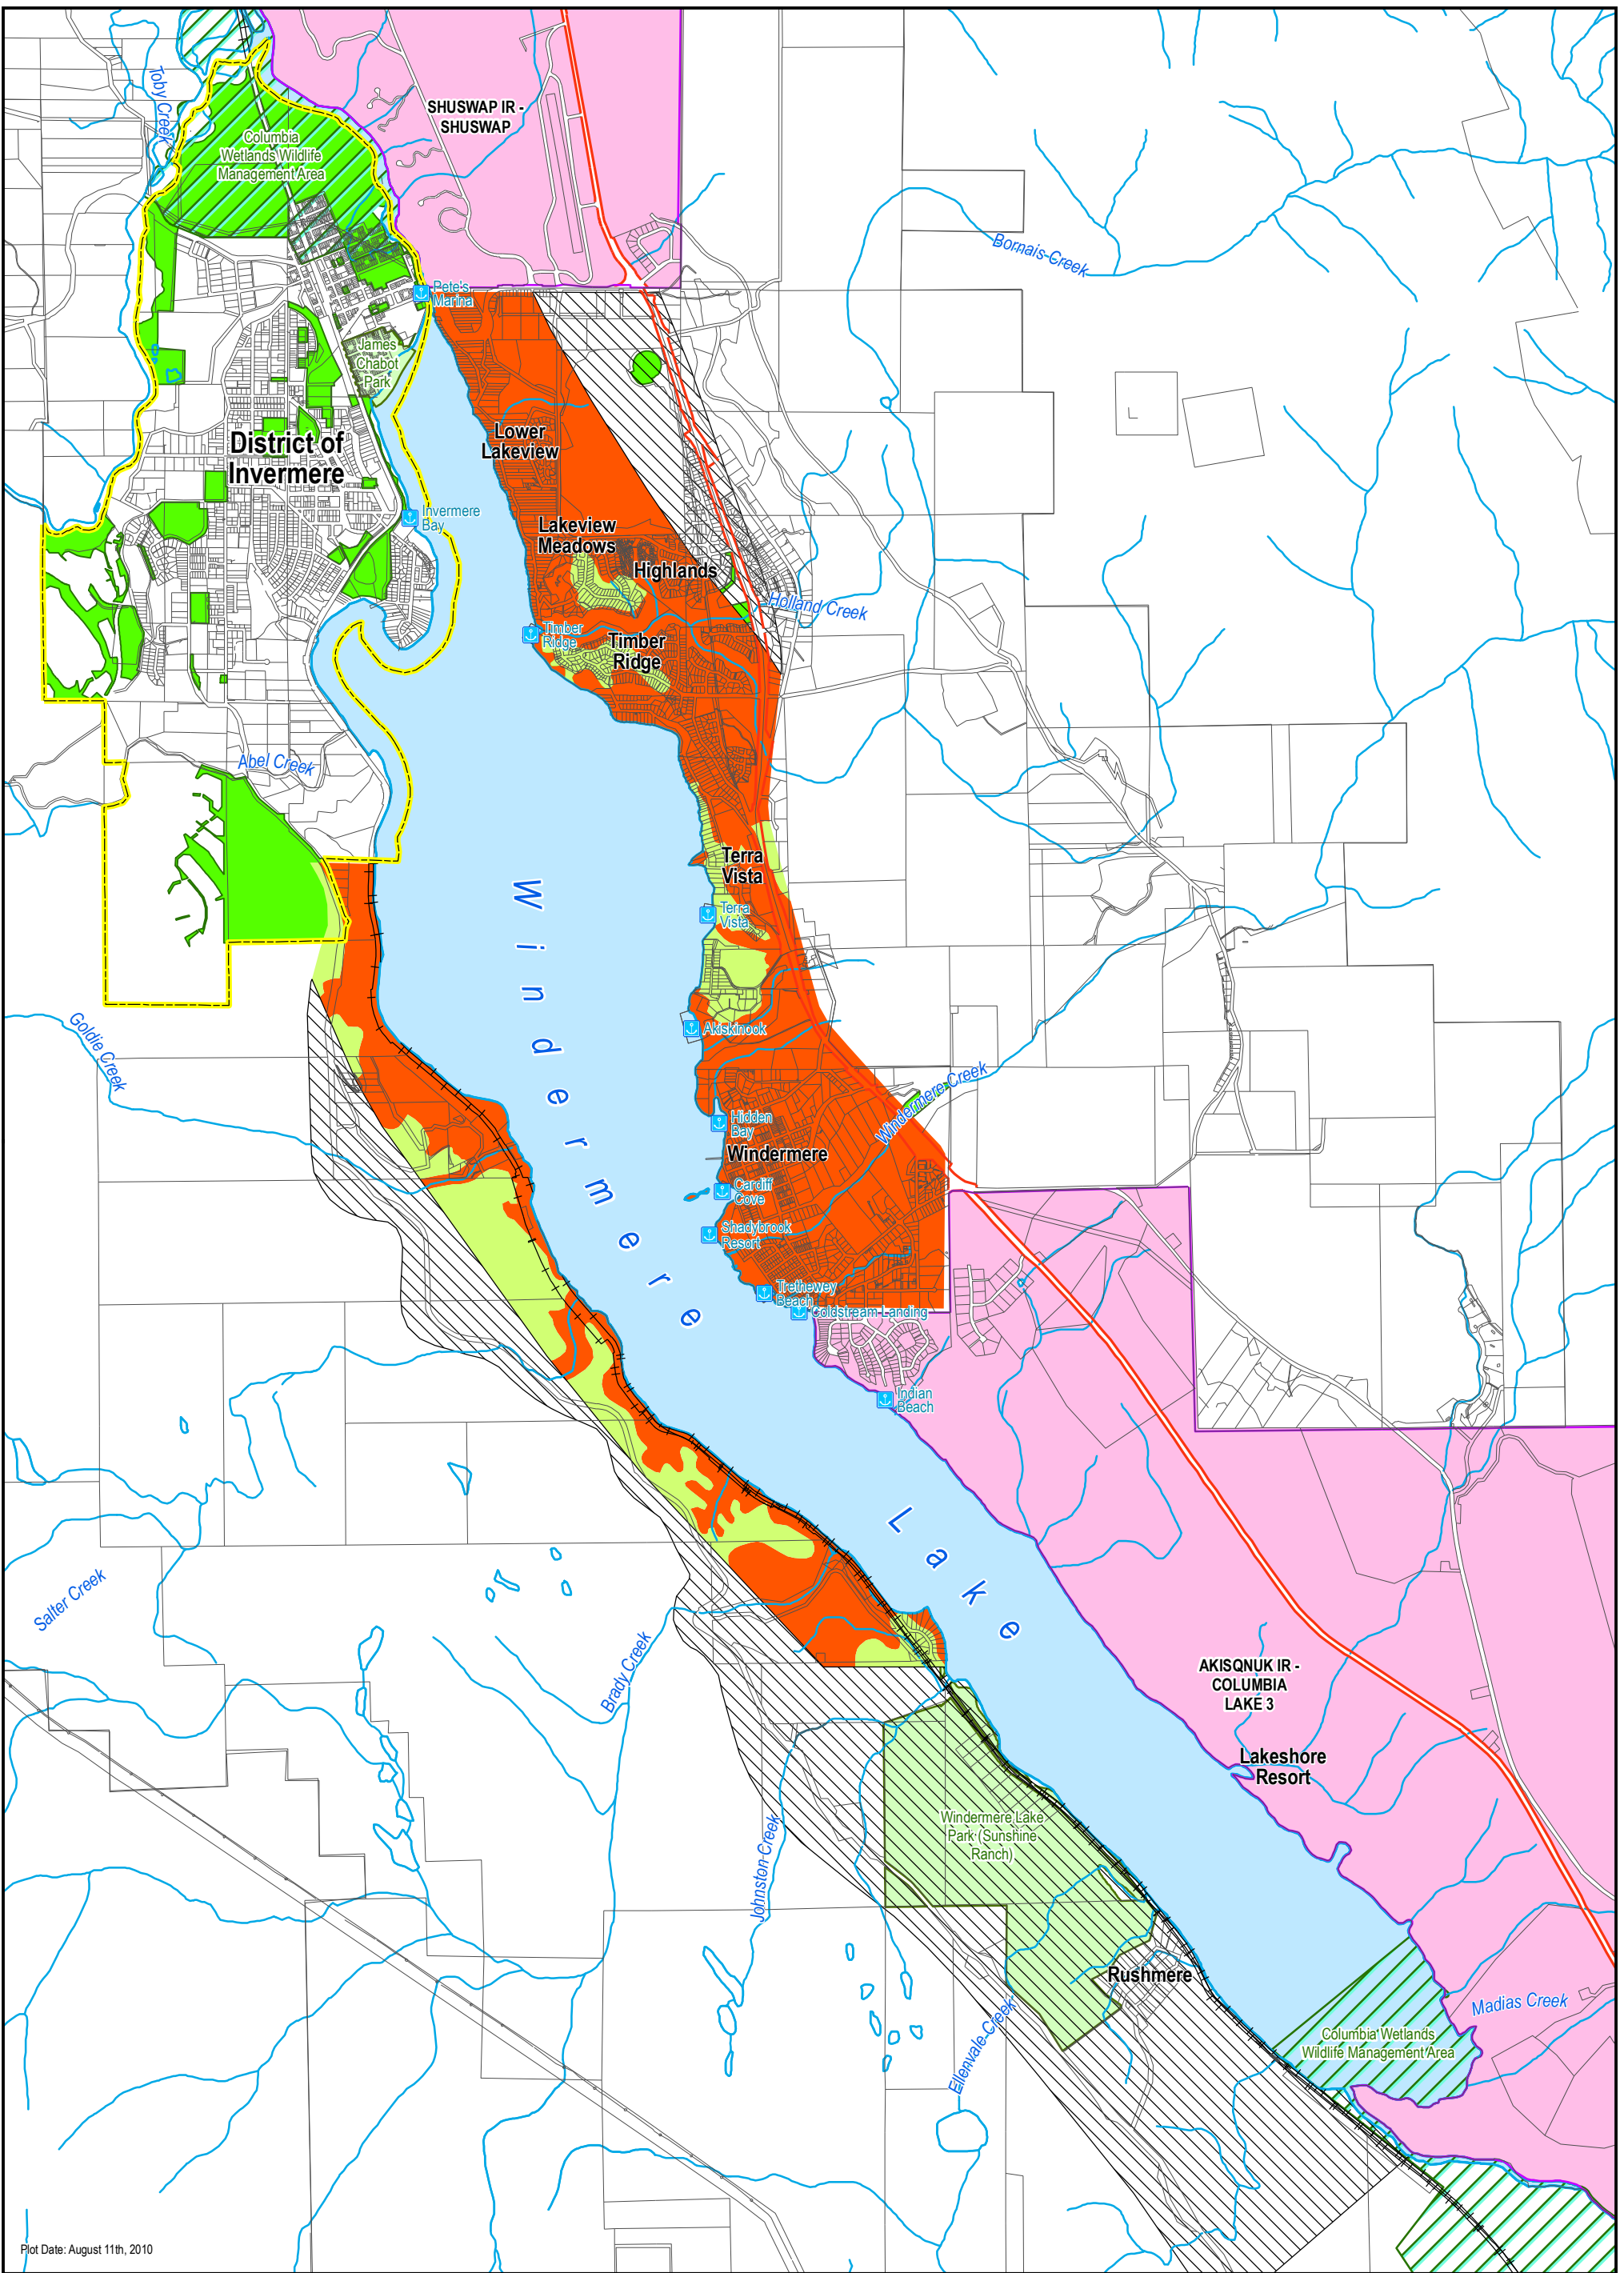 SHUSWAP IR -
SHUSWAP
Toby Creek
Columbia
Wetlands Wildlife
Management Area
Bornais Creek
Pete's
Marina
James
Chabot
Park
District of
Invermere
Lower
Lakeview
Invermere
Bay
Lakeview
Meadows
Highlands
Holland Creek
Timber
Ridge
Timber
Ridge
Abel Creek
Terra
Vista
Terra
Vista
Windermere
Lake
Goldie Creek
Akiskinook
Windermere Creek
Hidden
Bay
Windermere
Cardiff
Cove
Shadybrook
Resort
Trethewey
Beach
Coldstream Landing
Indian
Beach
Salter Creek
Brady Creek
AKISQNUK IR -
COLUMBIA
LAKE 3
Lakeshore
Resort
Windermere Lake
Park (Sunshine
Ranch)
Johnston Creek
Rushmere
Ellenvale Creek
Madias Creek
Columbia Wetlands
Wildlife Management Area
Plot Date: August 11th, 2010